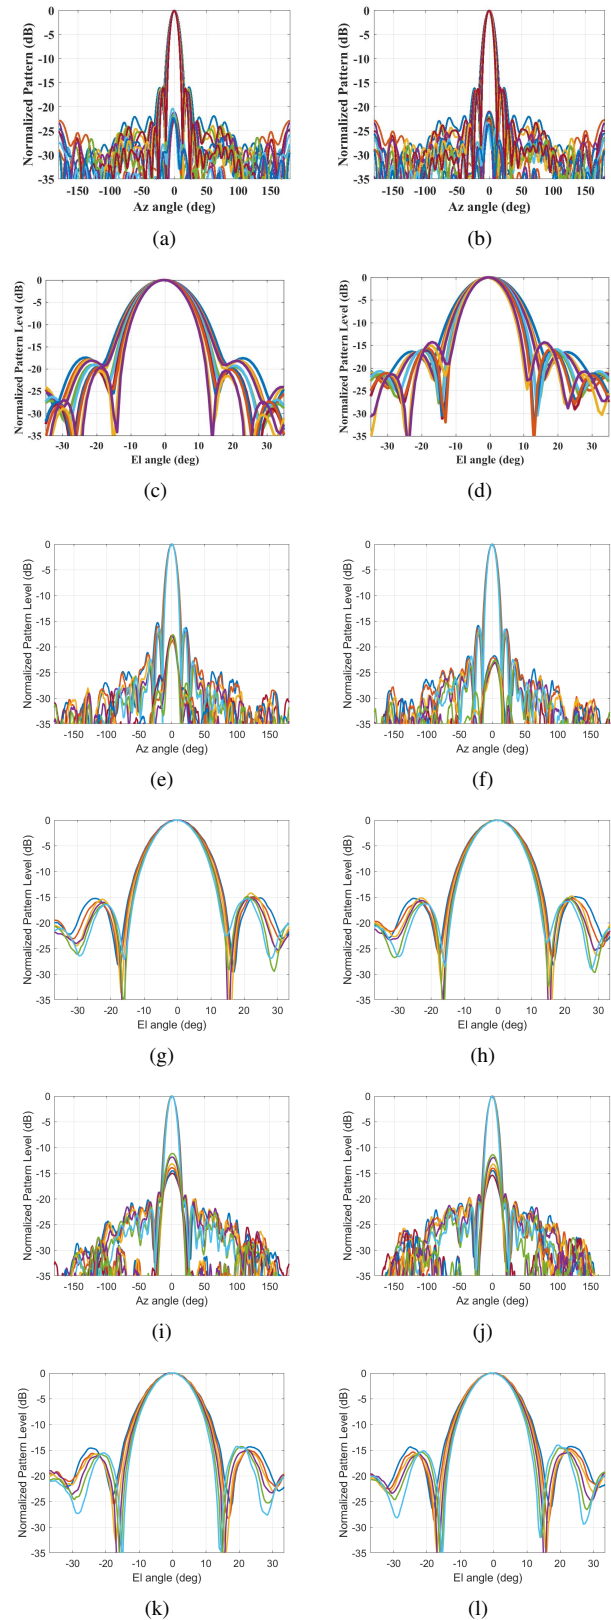 Normalized Pattern (dB)
0
-5
-10
-15
-20
-25
-30
-35
-150 -100 -50 0 50 100 150
Az angle (deg)
(a)
Normalized Pattern (dB)
0
-5
-10
-15
-20
-25
-30
-35
-150 -100 -50 0 50 100 150
Az angle (deg)
(b)
Normalized Pattern Level (dB)
0
-5
-10
-15
-20
-25
-30
-35
-30 -20 -10 0 10 20 30
El angle (deg)
(c)
Normalized Pattern Level (dB)
0
-5
-10
-15
-20
-25
-30
-35
-30 -20 -10 0 10 20 30
El angle (deg)
(d)
Normalized Pattern Level (dB)
0
-5
-10
-15
-20
-25
-30
-35
-150 -100 -50 0 50 100 150
Az angle (deg)
(e)
Normalized Pattern Level (dB)
0
-5
-10
-15
-20
-25
-30
-35
-150 -100 -50 0 50 100 150
Az angle (deg)
(f)
Normalized Pattern Level (dB)
0
-5
-10
-15
-20
-25
-30
-35
-30 -20 -10 0 10 20 30
El angle (deg)
(g)
Normalized Pattern Level (dB)
0
-5
-10
-15
-20
-25
-30
-35
-30 -20 -10 0 10 20 30
El angle (deg)
(h)
Normalized Pattern Level (dB)
0
-5
-10
-15
-20
-25
-30
-35
-150 -100 -50 0 50 100 150
Az angle (deg)
(i)
Normalized Pattern Level (dB)
0
-5
-10
-15
-20
-25
-30
-35
-150 -100 -50 0 50 100 150
Az angle (deg)
(j)
Normalized Pattern Level (dB)
0
-5
-10
-15
-20
-25
-30
-35
-30 -20 -10 0 10 20 30
El angle (deg)
(k)
Normalized Pattern Level (dB)
0
-5
-10
-15
-20
-25
-30
-35
-30 -20 -10 0 10 20 30
El angle (deg)
(l)